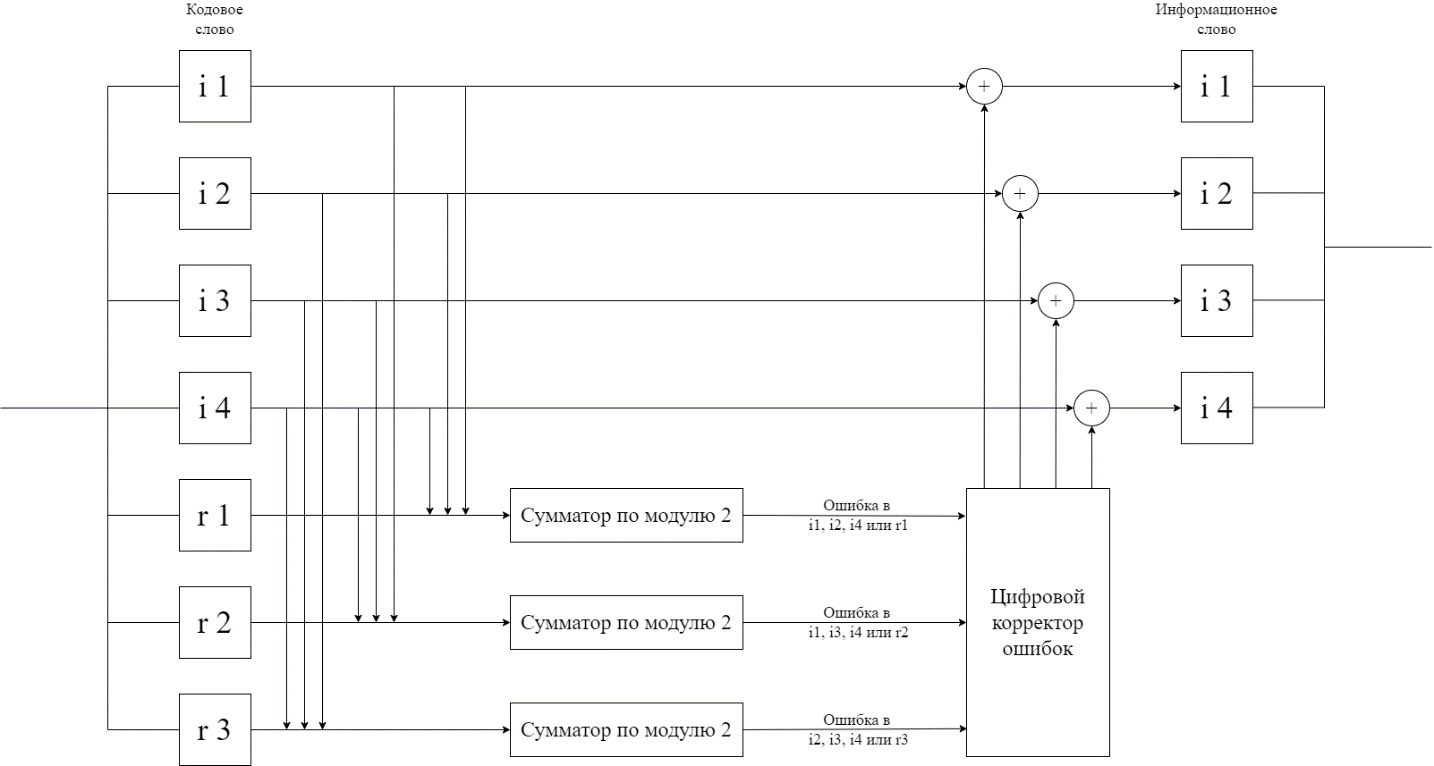 Кодовое
слово
Информационное
слово
i 1
+
i 1
i 2
+
i 2
i 3
+
i 3
i 4
+
i 4
r 1
Сумматор по модулю 2
Ошибка в
i1, i2, i4 или r1
r 2
Сумматор по модулю 2
Ошибка в
i1, i3, i4 или r2
Цифровой
корректор
ошибок
r 3
Сумматор по модулю 2
Ошибка в
i2, i3, i4 или r3